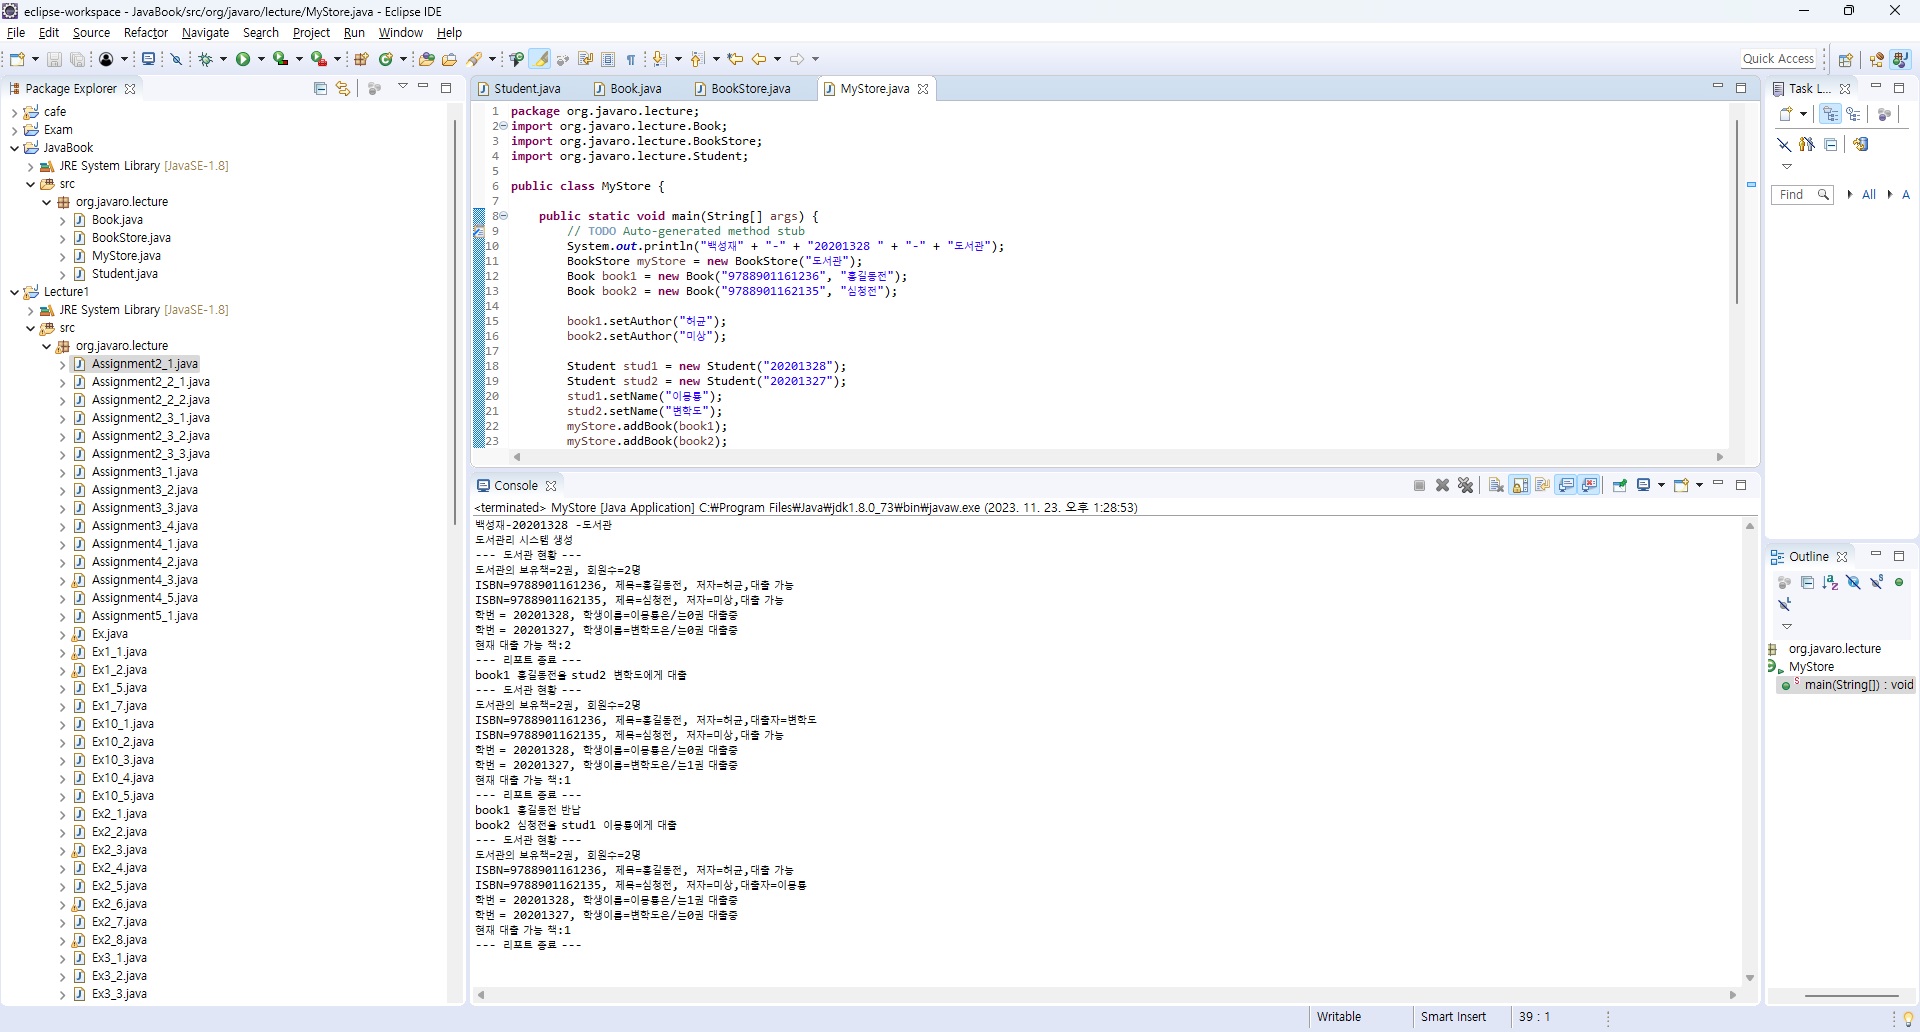 eclipse-workspace - JavaBook/src/org/javaro/lecture/MyStore.java - Eclipse IDE
File Edit Source Refactor Navigate Search Project Run Window Help
Quick Access
Package Explorer
cafe
Exam
JavaBook
JRE System Library [JavaSE-1.8]
src
org.javaro.lecture
Book.java
BookStore.java
MyStore.java
Student.java
Lecture1
JRE System Library [JavaSE-1.8]
src
org.javaro.lecture
Assignment2_1.java
Assignment2_2_1.java
Assignment2_2_2.java
Assignment2_3_1.java
Assignment2_3_2.java
Assignment2_3_3.java
Assignment3_1.java
Assignment3_2.java
Assignment3_3.java
Assignment3_4.java
Assignment4_1.java
Assignment4_2.java
Assignment4_3.java
Assignment4_5.java
Assignment5_1.java
Ex.java
Ex1_1.java
Ex1_2.java
Ex1_5.java
Ex1_7.java
Ex10_1.java
Ex10_2.java
Ex10_3.java
Ex10_4.java
Ex10_5.java
Ex2_1.java
Ex2_2.java
Ex2_3.java
Ex2_4.java
Ex2_5.java
Ex2_6.java
Ex2_7.java
Ex2_8.java
Ex3_1.java
Ex3_2.java
Ex3_3.java
Student.java Book.java BookStore.java MyStore.java
1 package org.javaro.lecture;
2 import org.javaro.lecture.Book;
3 import org.javaro.lecture.BookStore;
4 import org.javaro.lecture.Student;
5
6 public class MyStore {
7
8 public static void main(String[] args) {
9 // TODO Auto-generated method stub
10 System.out.println("백성재" + "-" + "20201328 " + "-" + "도서관");
11 BookStore myStore = new BookStore("도서관");
12 Book book1 = new Book("9788901161236", "홍길동전");
13 Book book2 = new Book("9788901162135", "심청전");
14
15 book1.setAuthor("허균");
16 book2.setAuthor("미상");
17
18 Student stud1 = new Student("20201328");
19 Student stud2 = new Student("20201327");
20 stud1.setName("이몽룡");
21 stud2.setName("변학도");
22 myStore.addBook(book1);
23 myStore.addBook(book2);
Console
<terminated> MyStore [Java Application] C:₩Program Files₩Java₩jdk1.8.0_73₩bin₩javaw.exe (2023. 11. 23. 오후 1:28:53)
백성재-20201328 -도서관
도서관리 시스템 생성
--- 도서관 현황 ---
도서관의 보유책=2권, 회원수=2명
ISBN=9788901161236, 제목=홍길동전, 저자=허균,대출 가능
ISBN=9788901162135, 제목=심청전, 저자=미상,대출 가능
학번 = 20201328, 학생이름=이몽룡은/는0권 대출중
학번 = 20201327, 학생이름=변학도은/는0권 대출중
현재 대출 가능 책:2
--- 리포트 종료 ---
book1 홍길동전을 stud2 변학도에게 대출
--- 도서관 현황 ---
도서관의 보유책=2권, 회원수=2명
ISBN=9788901161236, 제목=홍길동전, 저자=허균,대출자=변학도
ISBN=9788901162135, 제목=심청전, 저자=미상,대출 가능
학번 = 20201328, 학생이름=이몽룡은/는0권 대출중
학번 = 20201327, 학생이름=변학도은/는1권 대출중
현재 대출 가능 책:1
--- 리포트 종료 ---
book1 홍길동전 반납
book2 심청전을 stud1 이몽룡에게 대출
--- 도서관 현황 ---
도서관의 보유책=2권, 회원수=2명
ISBN=9788901161236, 제목=홍길동전, 저자=허균,대출 가능
ISBN=9788901162135, 제목=심청전, 저자=미상,대출자=이몽룡
학번 = 20201328, 학생이름=이몽룡은/는1권 대출중
학번 = 20201327, 학생이름=변학도은/는0권 대출중
현재 대출 가능 책:1
--- 리포트 종료 ---
Task L...
Find All A
Outline
org.javaro.lecture
MyStore
main(String[]) : void
Writable Smart Insert 39 : 1